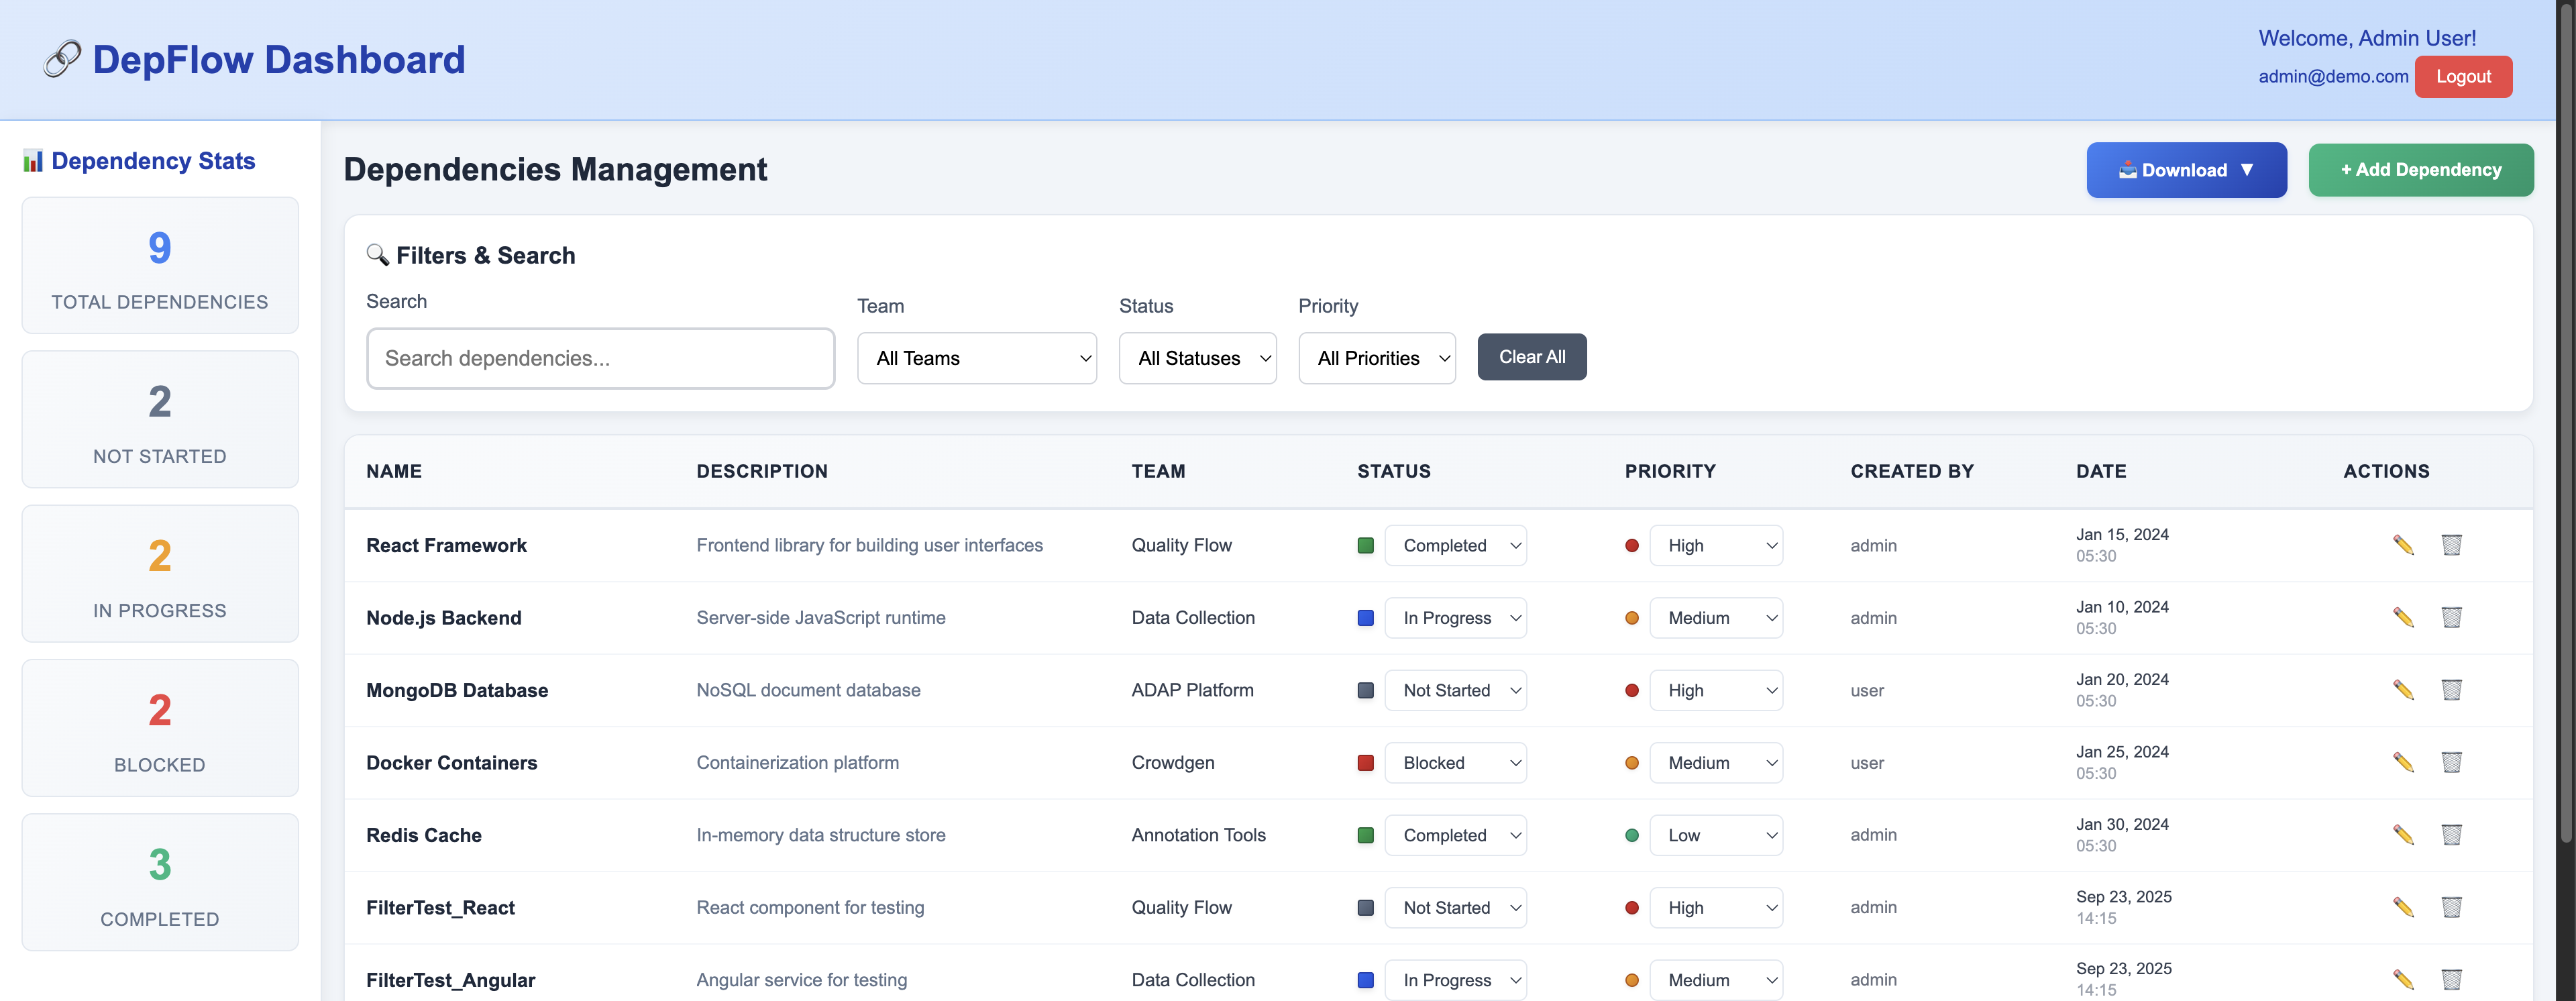 DepFlow Dashboard
Welcome, Admin User!
admin@demo.com Logout
Dependency Stats
9
TOTAL DEPENDENCIES
2
NOT STARTED
2
IN PROGRESS
2
BLOCKED
3
COMPLETED
Dependencies Management
Download ▼
+ Add Dependency
Filters & Search
Search
Team
Status
Priority
Search dependencies...
All Teams
All Statuses
All Priorities
Clear All
NAME DESCRIPTION TEAM STATUS PRIORITY CREATED BY DATE ACTIONS
React Framework Frontend library for building user interfaces Quality Flow Completed High admin Jan 15, 2024
05:30
Node.js Backend Server-side JavaScript runtime Data Collection In Progress Medium admin Jan 10, 2024
05:30
MongoDB Database NoSQL document database ADAP Platform Not Started High user Jan 20, 2024
05:30
Docker Containers Containerization platform Crowdgen Blocked Medium user Jan 25, 2024
05:30
Redis Cache In-memory data structure store Annotation Tools Completed Low admin Jan 30, 2024
05:30
FilterTest_React React component for testing Quality Flow Not Started High admin Sep 23, 2025
14:15
FilterTest_Angular Angular service for testing Data Collection In Progress Medium admin Sep 23, 2025
14:15